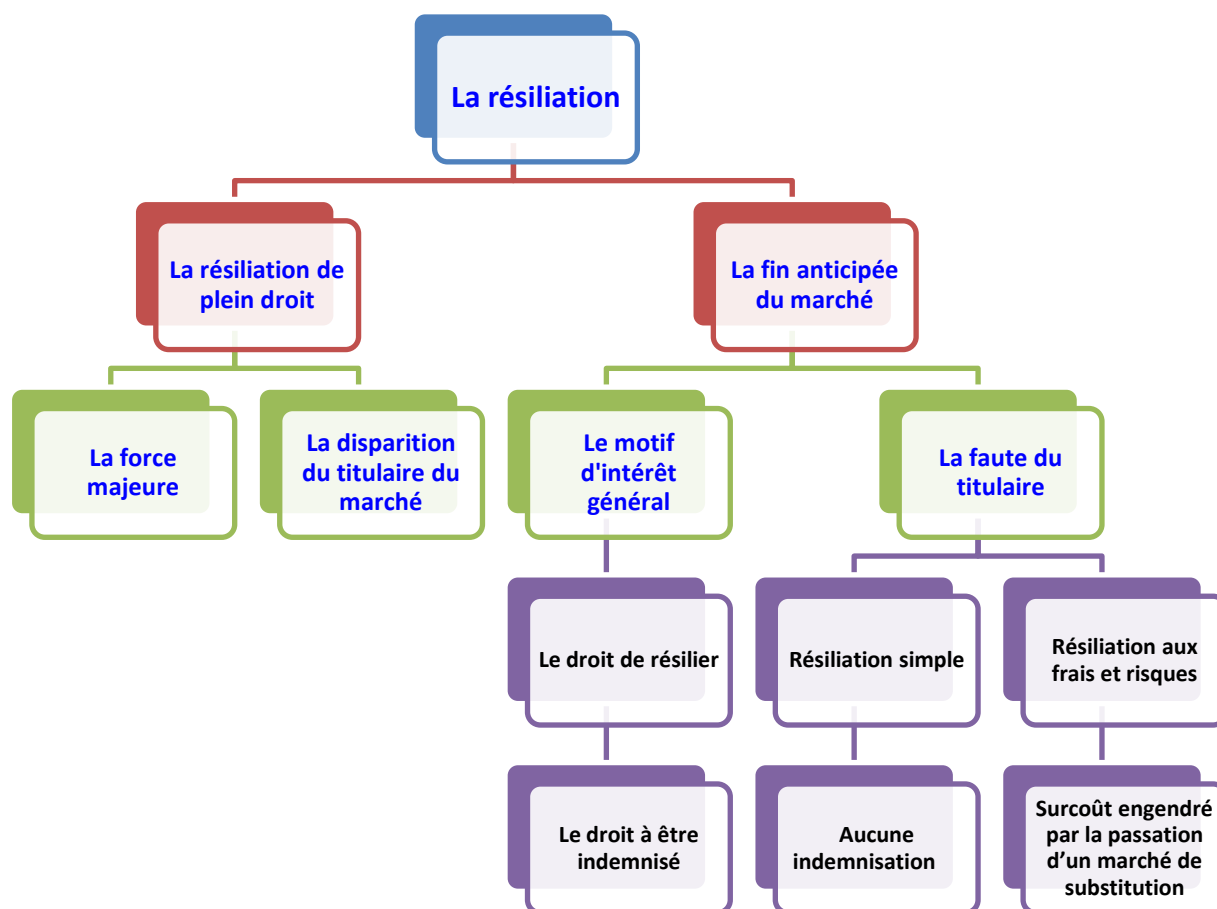 La résiliation
La résiliation de
plein droit
La fin anticipée
du marché
La force
majeure
La disparition
du titulaire du
marché
Le motif
d'intérêt
général
La faute du
titulaire
Le droit de résilier
Résiliation simple
Résiliation aux
frais et risques
Le droit à être
indemnisé
Aucune
indemnisation
Surcoût engendré
par la passation
d’un marché de
substitution